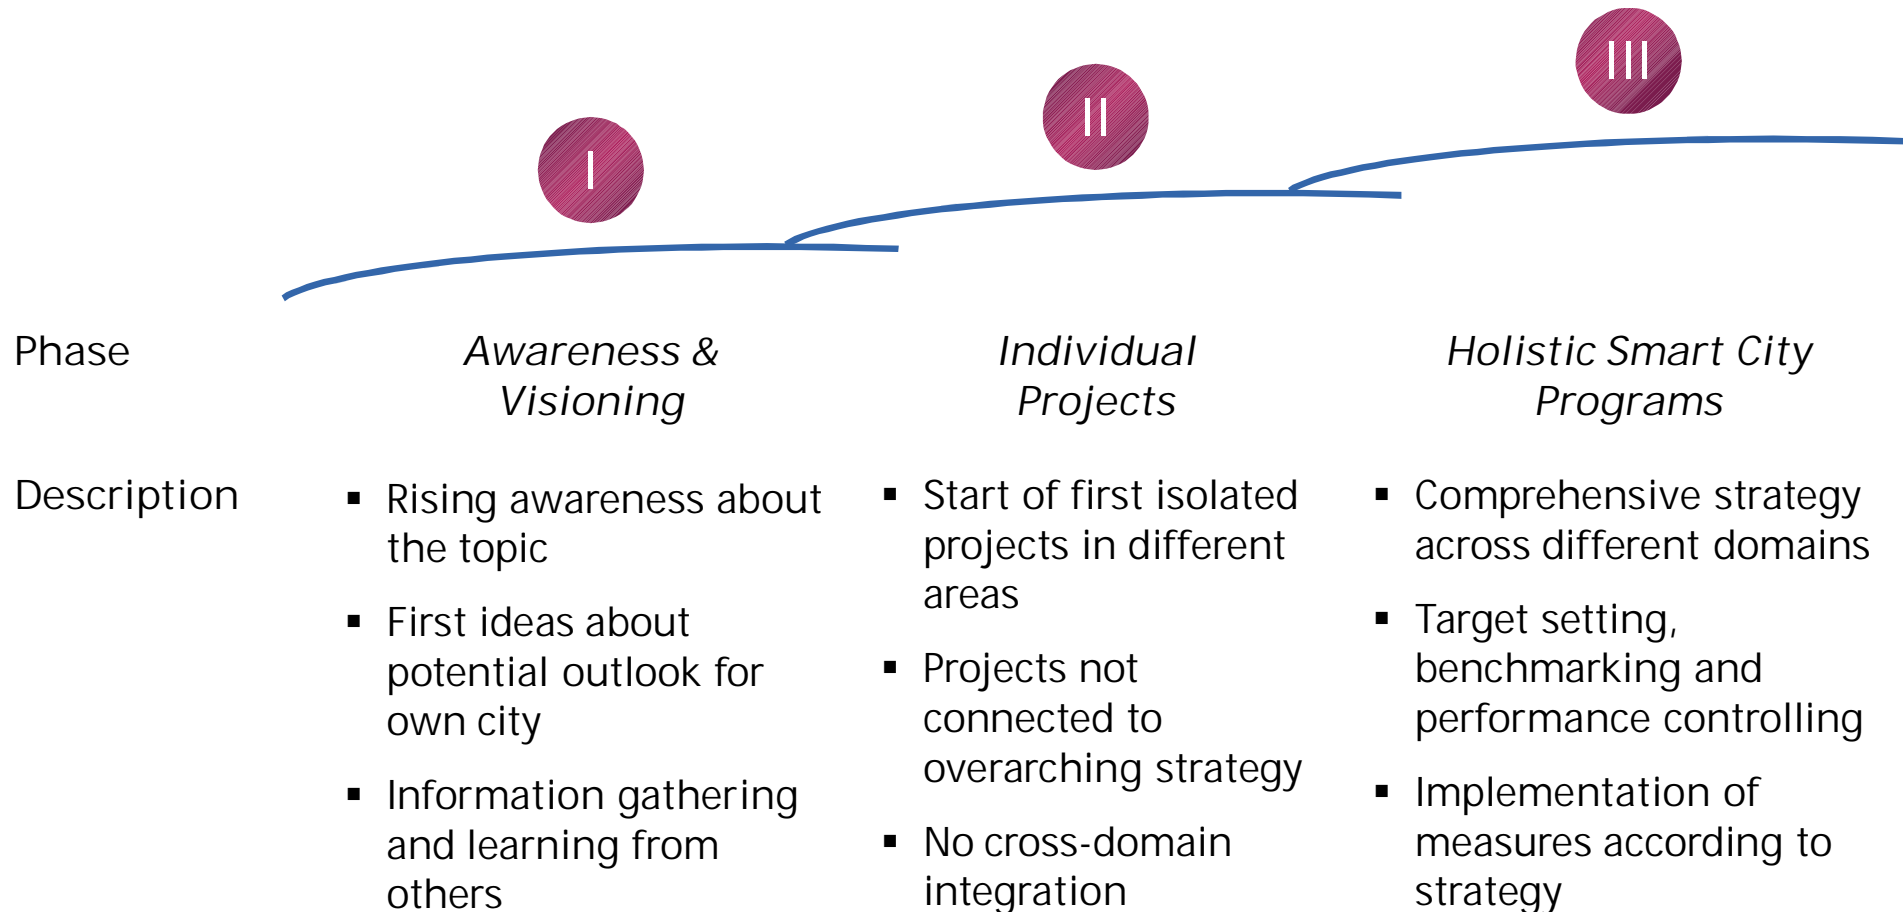 I
II
III
Phase
Awareness &
Visioning
Individual
Projects
Holistic Smart City
Programs
Description
▪ Rising awareness about
the topic
▪ First ideas about
potential outlook for
own city
▪ Information gathering
and learning from
others
▪ Start of first isolated
projects in different
areas
▪ Projects not
connected to
overarching strategy
▪ No cross-domain
integration
▪ Comprehensive strategy
across different domains
▪ Target setting,
benchmarking and
performance controlling
▪ Implementation of
measures according to
strategy